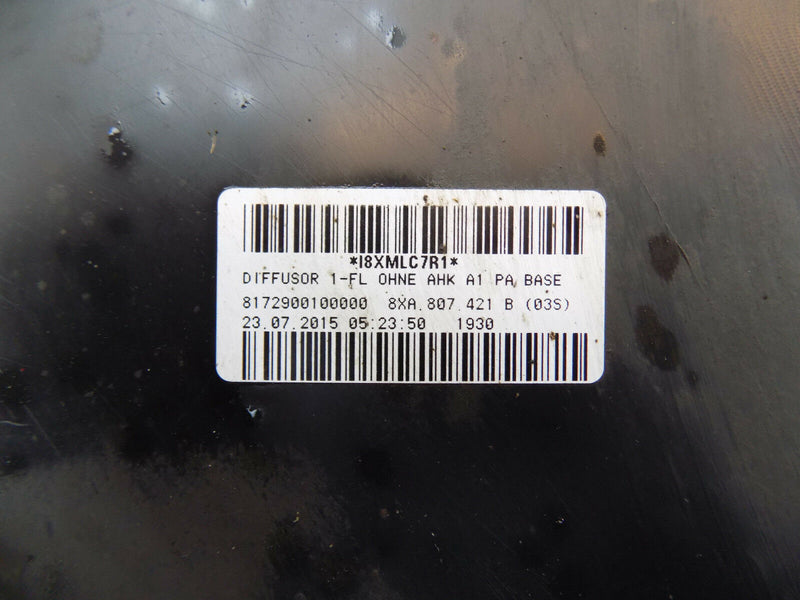 *I8XMLC7R1*
DIFFUSOR 1-FL OHNE AHK A1 PA BASE
8172900100000 8XA.807.421 B (03S)
23.07.2015 05:23:50 1930